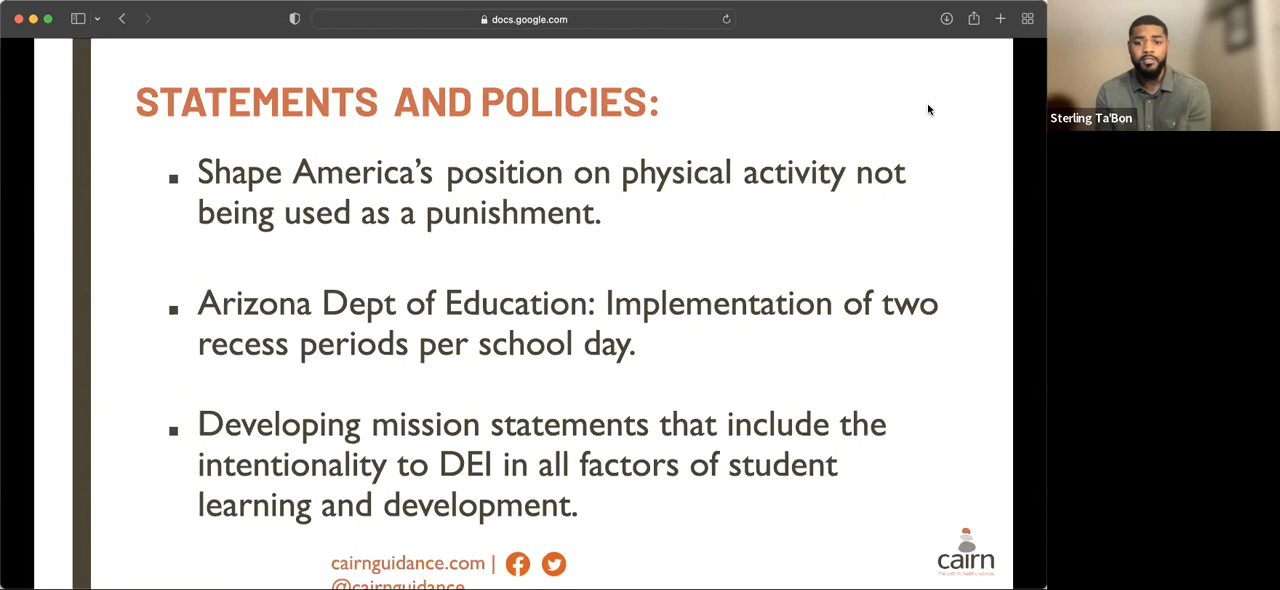 docs.google.com
STATEMENTS AND POLICIES:
Sterling Ta'Bon
▪ Shape America's position on physical activity not
being used as a punishment.
▪ Arizona Dept of Education: Implementation of two
recess periods per school day.
▪ Developing mission statements that include the
intentionality to DEI in all factors of student
learning and development.
cairnguidance.com |
@cairnguidance
cairn